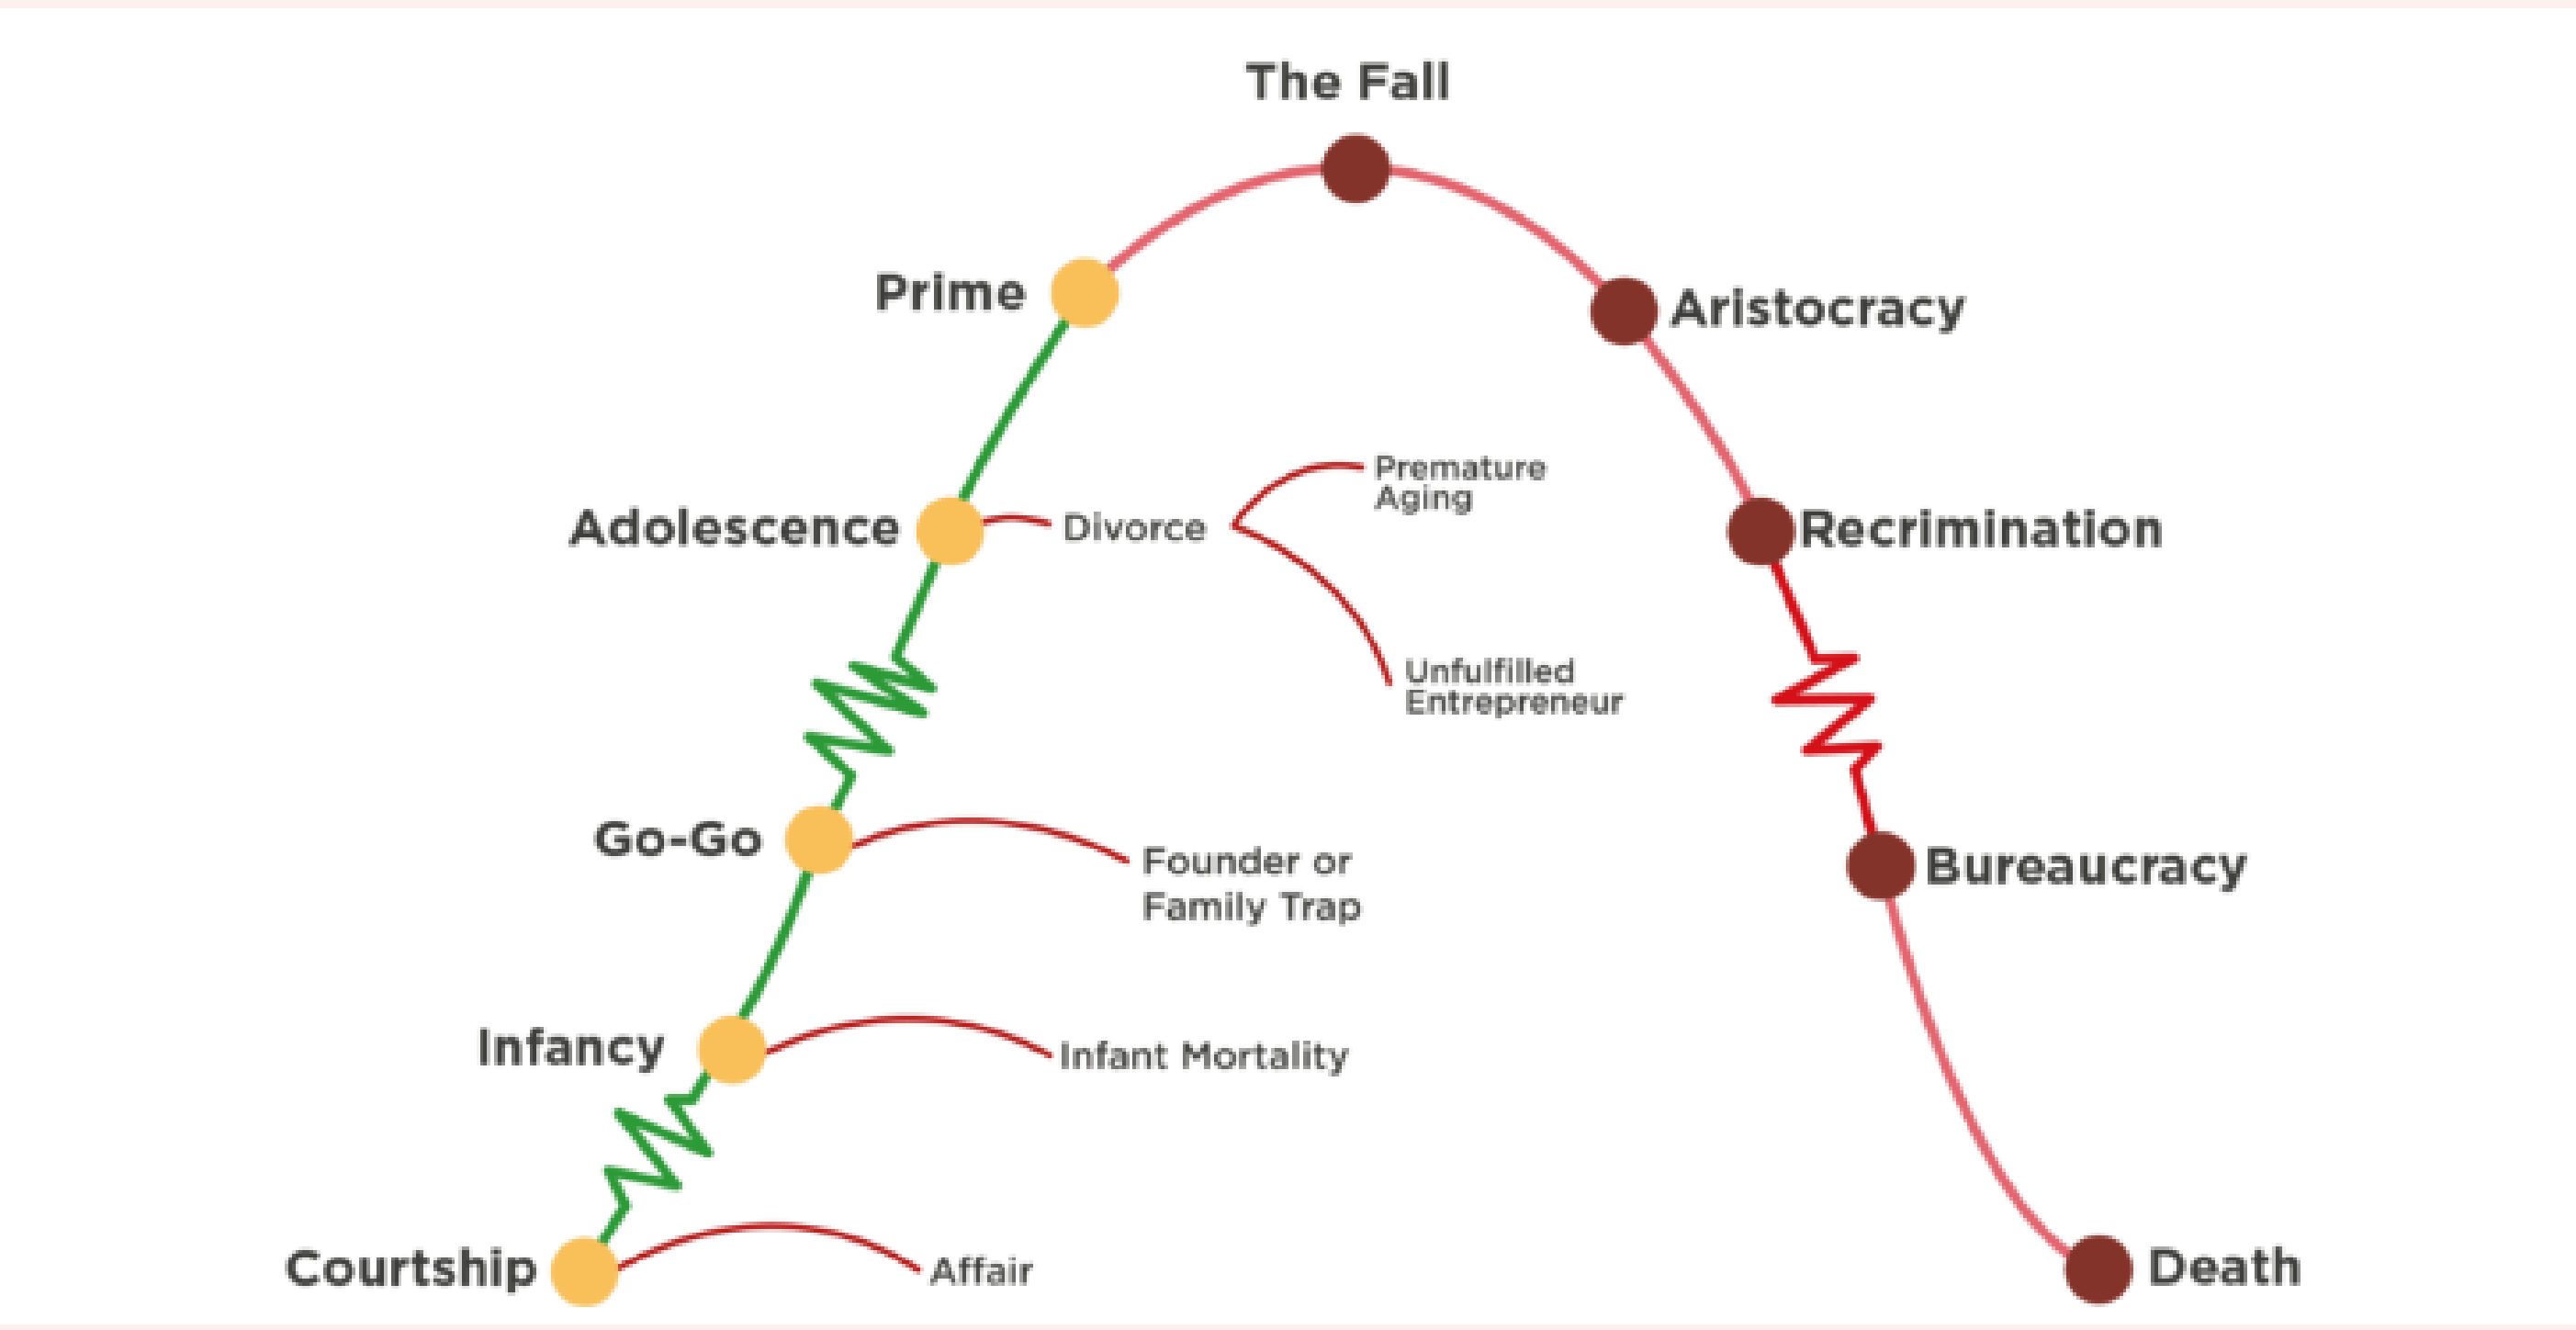 The Fall
Prime
Aristocracy
Adolescence
Divorce
Premature
Aging
Recrimination
Unfulfilled
Entrepreneur
Go-Go
Founder or
Family Trap
Bureaucracy
Infancy
Infant Mortality
Courtship
Affair
Death